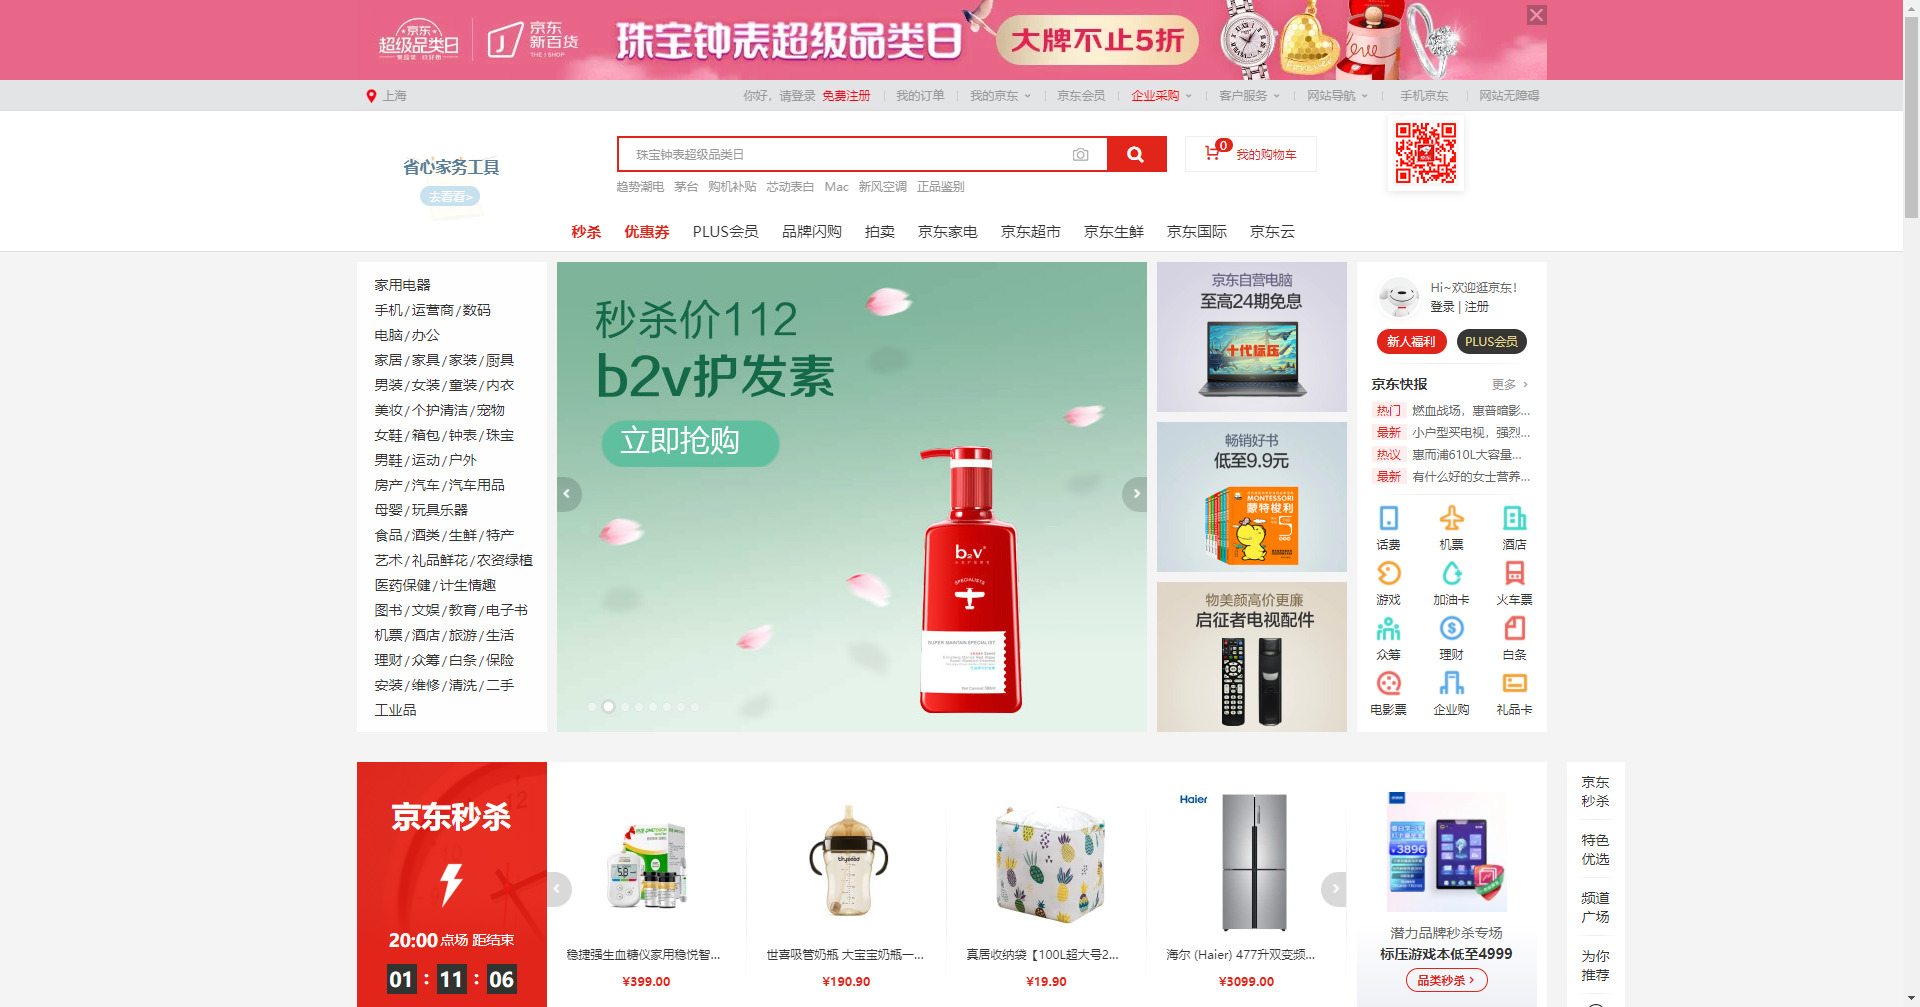 京东
超级品类日
京东
新百货
THE J SHOP
珠宝钟表超级品类日
大牌不止5折
上海
你好，请登录 免费注册
我的订单
我的京东
京东会员
企业采购
客户服务
网站导航
手机京东
网站无障碍
省心家务工具
去看看>
珠宝钟表超级品类日
0
我的购物车
趋势潮电 茅台 购机补贴 芯动表白 Mac 新风空调 正品鉴别
秒杀 优惠券 PLUS会员 品牌闪购 拍卖 京东家电 京东超市 京东生鲜 京东国际 京东云
家用电器
手机/运营商/数码
电脑/办公
家居/家具/家装/厨具
男装/女装/童装/内衣
美妆/个护清洁/宠物
女鞋/箱包/钟表/珠宝
男鞋/运动/户外
房产/汽车/汽车用品
母婴/玩具乐器
食品/酒类/生鲜/特产
艺术/礼品鲜花/农资绿植
医药保健/计生情趣
图书/文娱/教育/电子书
机票/酒店/旅游/生活
理财/众筹/白条/保险
安装/维修/清洗/二手
工业品
秒杀价112
b2v护发素
立即抢购
b2v
SPECIALISTS
SUPER MAINTAIN SPECIALIST
京东自营电脑
至高24期免息
十代标压
畅销好书
低至9.9元
MONTESSORI
蒙特梭利
物美颜高价更廉
启征者电视配件
Hi~欢迎逛京东！
登录 | 注册
新人福利
PLUS会员
京东快报
更多
热门 燃血战场，惠普暗影...
最新 小户型买电视，强烈...
热议 惠而浦610L大容量...
最新 有什么好的女士营养...
话费
机票
酒店
游戏
加油卡
火车票
众筹
理财
白条
电影票
企业购
礼品卡
京东秒杀
20:00 点场 距结束
01 : 11 : 06
稳捷强生血糖仪家用稳悦智...
¥399.00
世喜吸管奶瓶 大宝宝奶瓶一...
¥190.90
真居收纳袋【100L超大号2...
¥19.90
Haier
海尔 (Haier) 477升双变频...
¥3099.00
3896
潜力品牌秒杀专场
标压游戏本低至4999
品类秒杀
京东
秒杀
特色
优选
频道
广场
为你
推荐